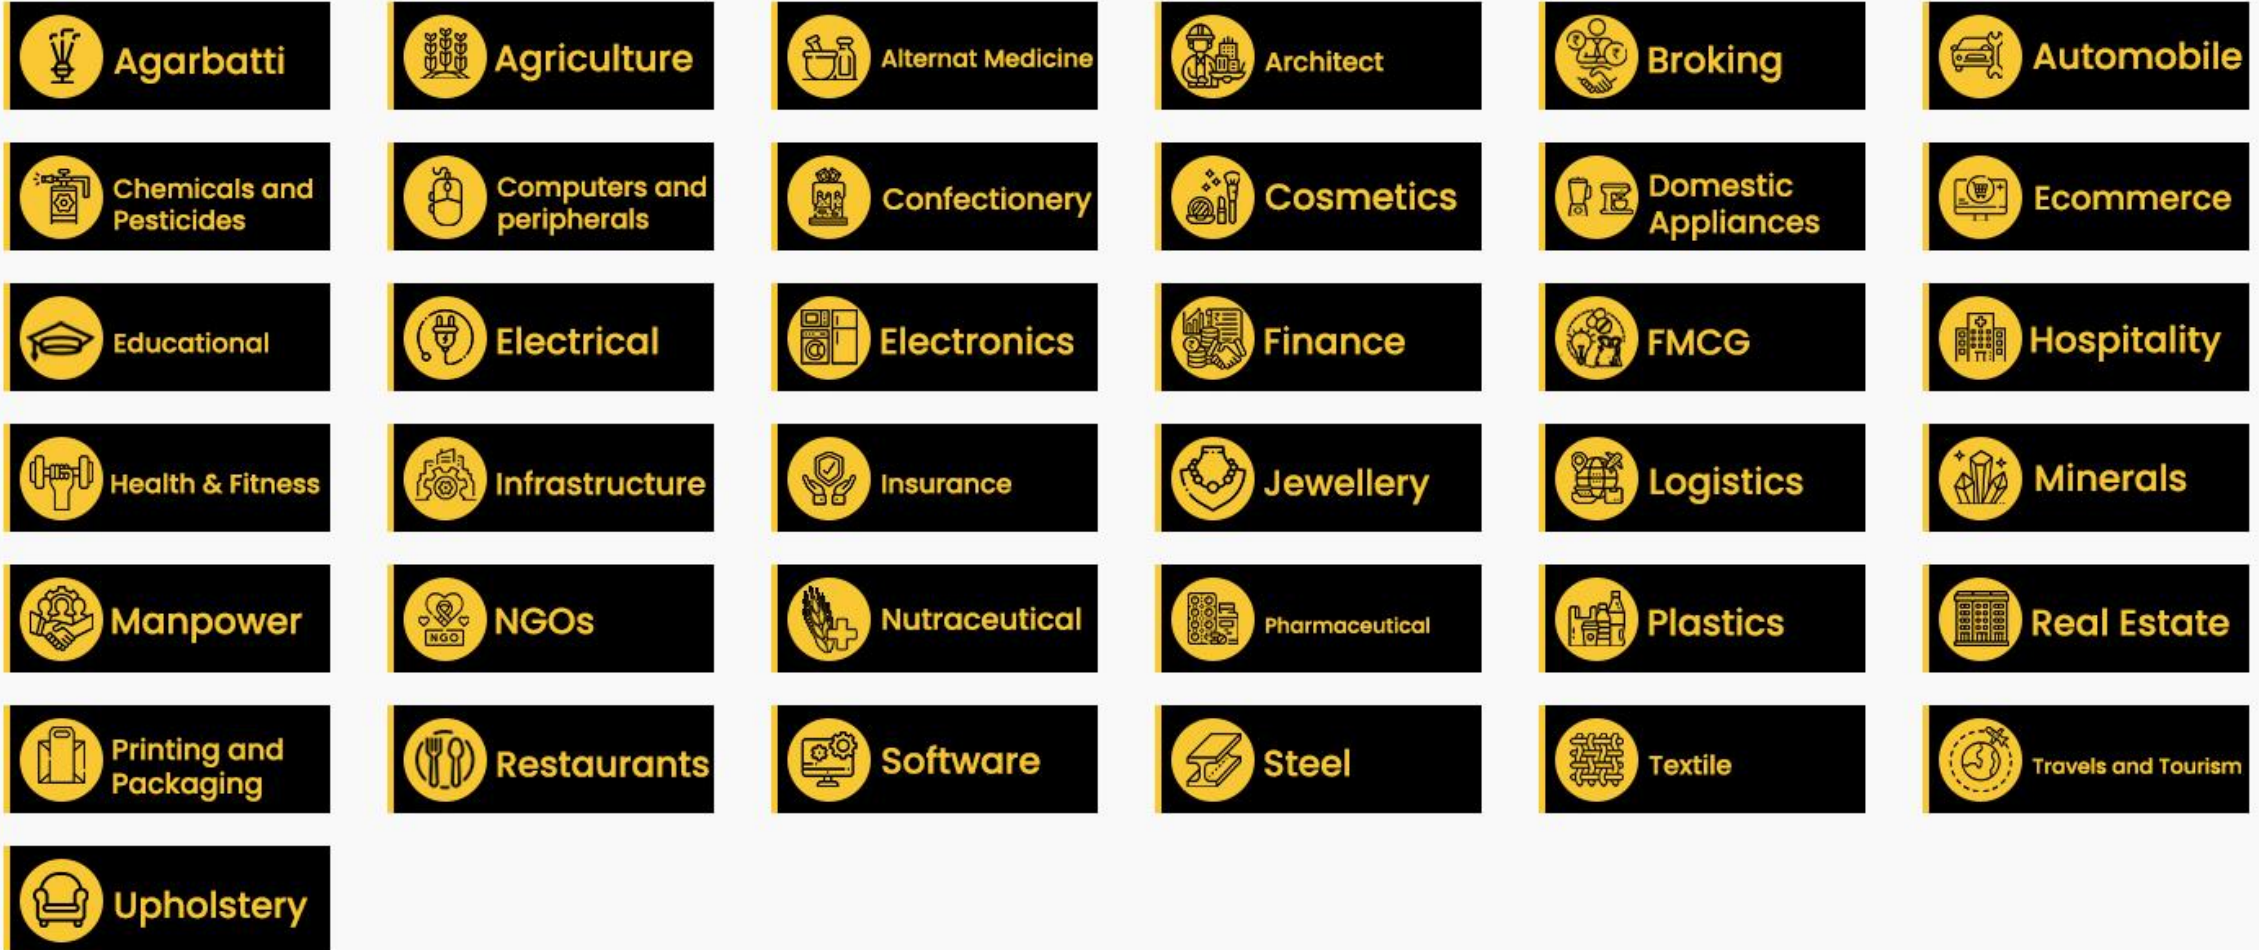 Agarbatti
Agriculture
Alternat Medicine
Architect
Broking
Automobile
Chemicals and
Pesticides
Computers and
peripherals
Confectionery
Cosmetics
Domestic
Appliances
Ecommerce
Educational
Electrical
Electronics
Finance
FMCG
Hospitality
Health & Fitness
Infrastructure
Insurance
Jewellery
Logistics
Minerals
Manpower
NGO
NGOs
Nutraceutical
Pharmaceutical
Plastics
Real Estate
Printing and
Packaging
Restaurants
Software
Steel
Textile
Travels and Tourism
Upholstery